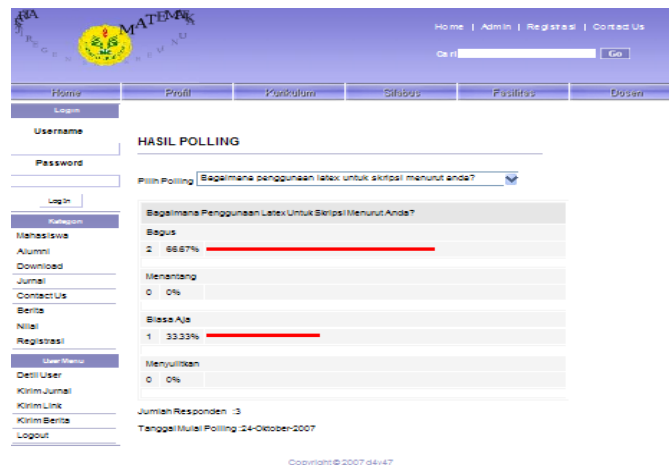 MATEMATIK
Home | Admin | Registrasi | Contact Us
Cari Go
Home Profil Kurikulum Silabus Fasilitas Dosen
Login
Username
Password
Log In
Kategori
Mahasiswa
Alumni
Download
Jurnal
Contact Us
Berita
Nilai
Registrasi
User Menu
Detil User
Kirim Jurnal
Kirim Link
Kirim Berita
Logout
HASIL POLLING
Pilih Polling Bagaimana penggunaan latex untuk skripsi menurut anda?
Bagaimana Penggunaan Latex Untuk Skripsi Menurut Anda?
Bagus
2 66.67%
Menantang
0 0%
Biasa Aja
1 33.33%
Menyulitkan
0 0%
Jumlah Responden :3
Tanggal Mulai Polling :24-Oktober-2007
Copyright © 2007 d4v47